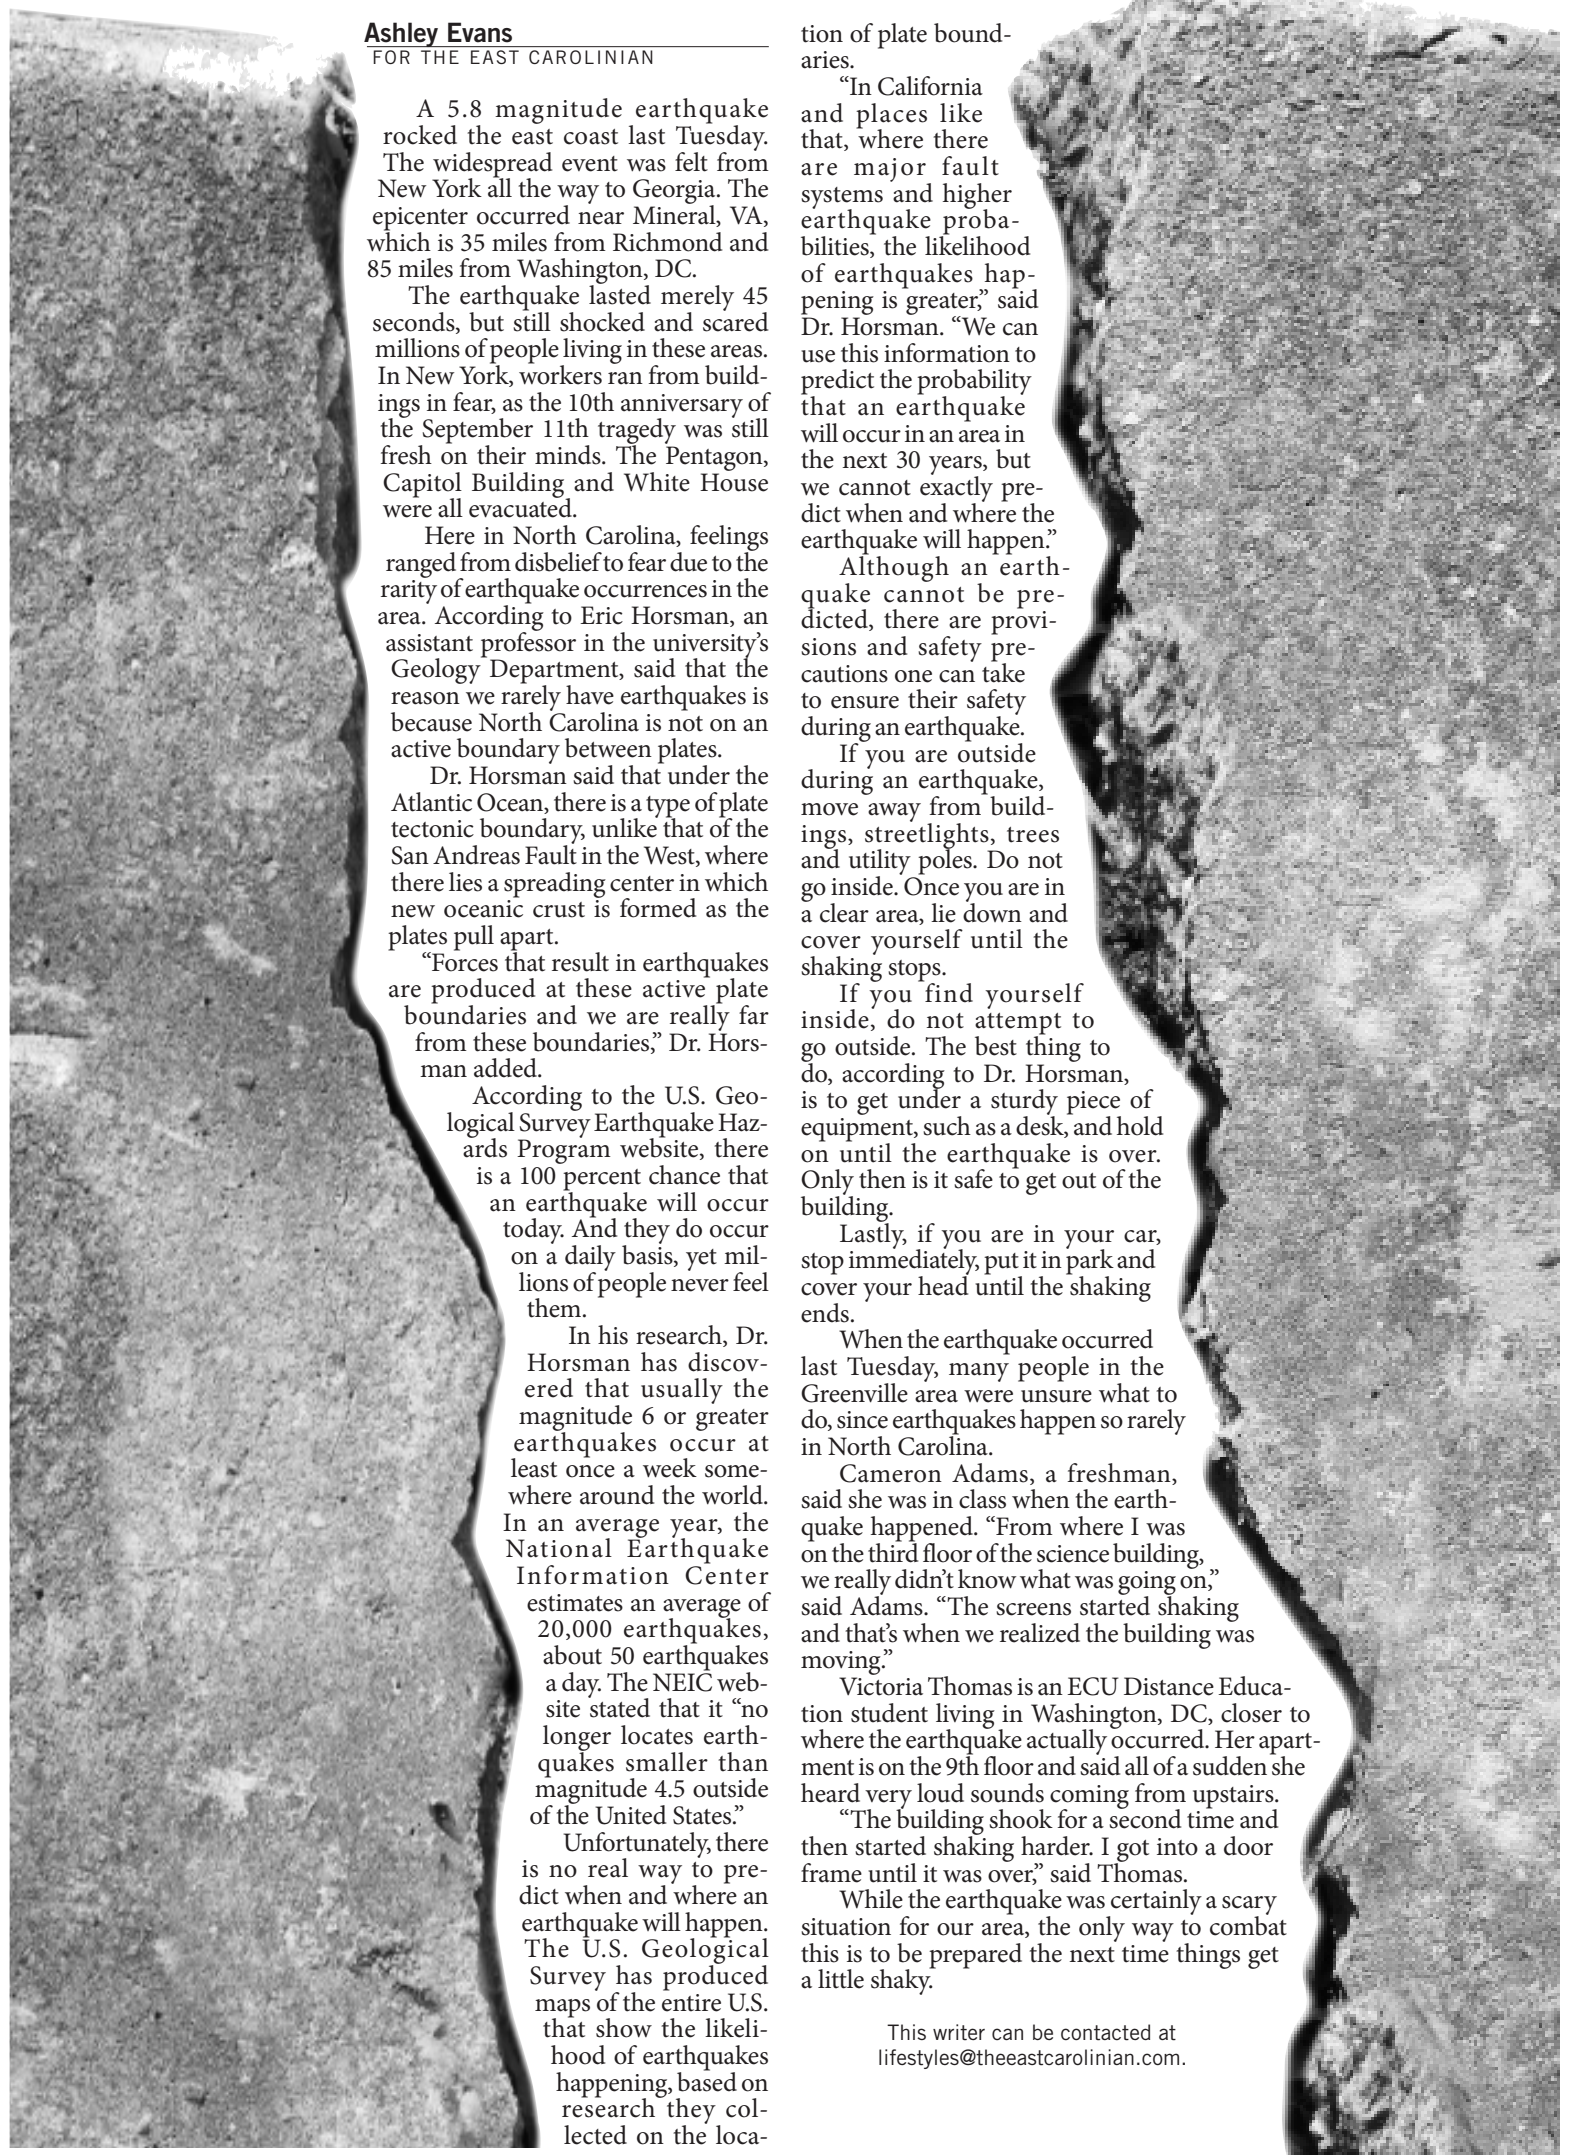 Ashley Evans
FOR THE EAST CAROLINIAN
A 5.8 magnitude earthquake
rocked the east coast last Tuesday.
The widespread event was felt from
New York all the way to Georgia. The
epicenter occurred near Mineral, VA,
which is 35 miles from Richmond and
85 miles from Washington, DC.
The earthquake lasted merely 45
seconds, but still shocked and scared
millions of people living in these areas.
In New York, workers ran from build-
ings in fear, as the 10th anniversary of
the September 11th tragedy was still
fresh on their minds. The Pentagon,
Capitol Building and White House
were all evacuated.
Here in North Carolina, feelings
ranged from disbelief to fear due to the
rarity of earthquake occurrences in the
area. According to Eric Horsman, an
assistant professor in the university's
Geology Department, said that the
reason we rarely have earthquakes is
because North Carolina is not on an
active boundary between plates.
Dr. Horsman said that under the
Atlantic Ocean, there is a type of plate
tectonic boundary, unlike that of the
San Andreas Fault in the West, where
there lies a spreading center in which
new oceanic crust is formed as the
plates pull apart.
“Forces that result in earthquakes
are produced at these active plate
boundaries and we are really far
from these boundaries,” Dr. Hors-
man added.
According to the U.S. Geo-
logical Survey Earthquake Haz-
ards Program website, there
is a 100 percent chance that
an earthquake will occur
today. And they do occur
on a daily basis, yet mil-
lions of people never feel
them.
In his research, Dr.
Horsman has discov-
ered that usually the
magnitude 6 or greater
earthquakes occur at
least once a week some-
where around the world.
In an average year, the
National Earthquake
Information Center
estimates an average of
20,000 earthquakes,
about 50 earthquakes
a day. The NEIC web-
site stated that it “no
longer locates earth-
quakes smaller than
magnitude 4.5 outside
of the United States.”
Unfortunately, there
is no real way to pre-
dict when and where an
earthquake will happen.
The U.S. Geological
Survey has produced
maps of the entire U.S.
that show the likeli-
hood of earthquakes
happening, based on
research they col-
lected on the loca-
tion of plate bound-
aries.
“In California
and places like
that, where there
are major fault
systems and higher
earthquake proba-
bilities, the likelihood
of earthquakes hap-
pening is greater,” said
Dr. Horsman. “We can
use this information to
predict the probability
that an earthquake
will occur in an area in
the next 30 years, but
we cannot exactly pre-
dict when and where the
earthquake will happen.”
Although an earth-
quake cannot be pre-
dicted, there are provi-
sions and safety pre-
cautions one can take
to ensure their safety
during an earthquake.
If you are outside
during an earthquake,
move away from build-
ings, streetlights, trees
and utility poles. Do not
go inside. Once you are in
a clear area, lie down and
cover yourself until the
shaking stops.
If you find yourself
inside, do not attempt to
go outside. The best thing to
do, according to Dr. Horsman,
is to get under a sturdy piece of
equipment, such as a desk, and hold
on until the earthquake is over.
Only then is it safe to get out of the
building.
Lastly, if you are in your car,
stop immediately, put it in park and
cover your head until the shaking
ends.
When the earthquake occurred
last Tuesday, many people in the
Greenville area were unsure what to
do, since earthquakes happen so rarely
in North Carolina.
Cameron Adams, a freshman,
said she was in class when the earth-
quake happened. “From where I was
on the third floor of the science building,
we really didn't know what was going on,”
said Adams. “The screens started shaking
and that's when we realized the building was
moving.”
Victoria Thomas is an ECU Distance Educa-
tion student living in Washington, DC, closer to
where the earthquake actually occurred. Her apart-
ment is on the 9th floor and said all of a sudden she
heard very loud sounds coming from upstairs.
“The building shook for a second time and
then started shaking harder. I got into a door
frame until it was over,” said Thomas.
While the earthquake was certainly a scary
situation for our area, the only way to combat
this is to be prepared the next time things get
a little shaky.
This writer can be contacted at
lifestyles@theeastcarolinian.com.